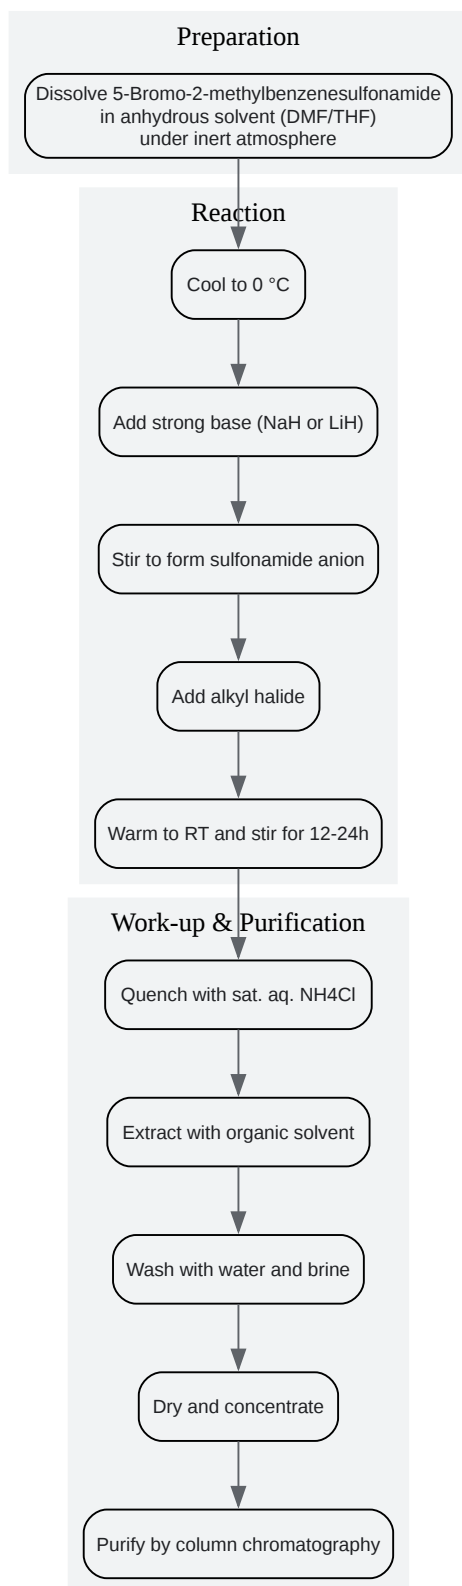 Preparation
Dissolve 5-Bromo-2-methylbenzenesulfonamide
in anhydrous solvent (DMF/THF)
under inert atmosphere
Reaction
Cool to 0 °C
Add strong base (NaH or LiH)
Stir to form sulfonamide anion
Add alkyl halide
Warm to RT and stir for 12-24h
Work-up & Purification
Quench with sat. aq. NH4Cl
Extract with organic solvent
Wash with water and brine
Dry and concentrate
Purify by column chromatography